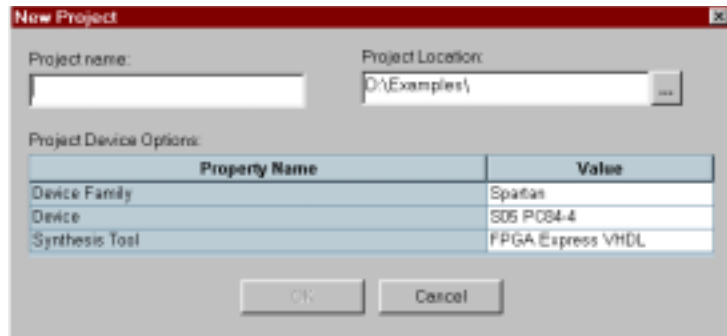 New Project
Project name:
Project Location:
D:\Examples\
...
Project Device Options:
Property Name Value
Device Family Spartan
Device S05 PC84-4
Synthesis Tool FPGA Express VHDL
OK Cancel